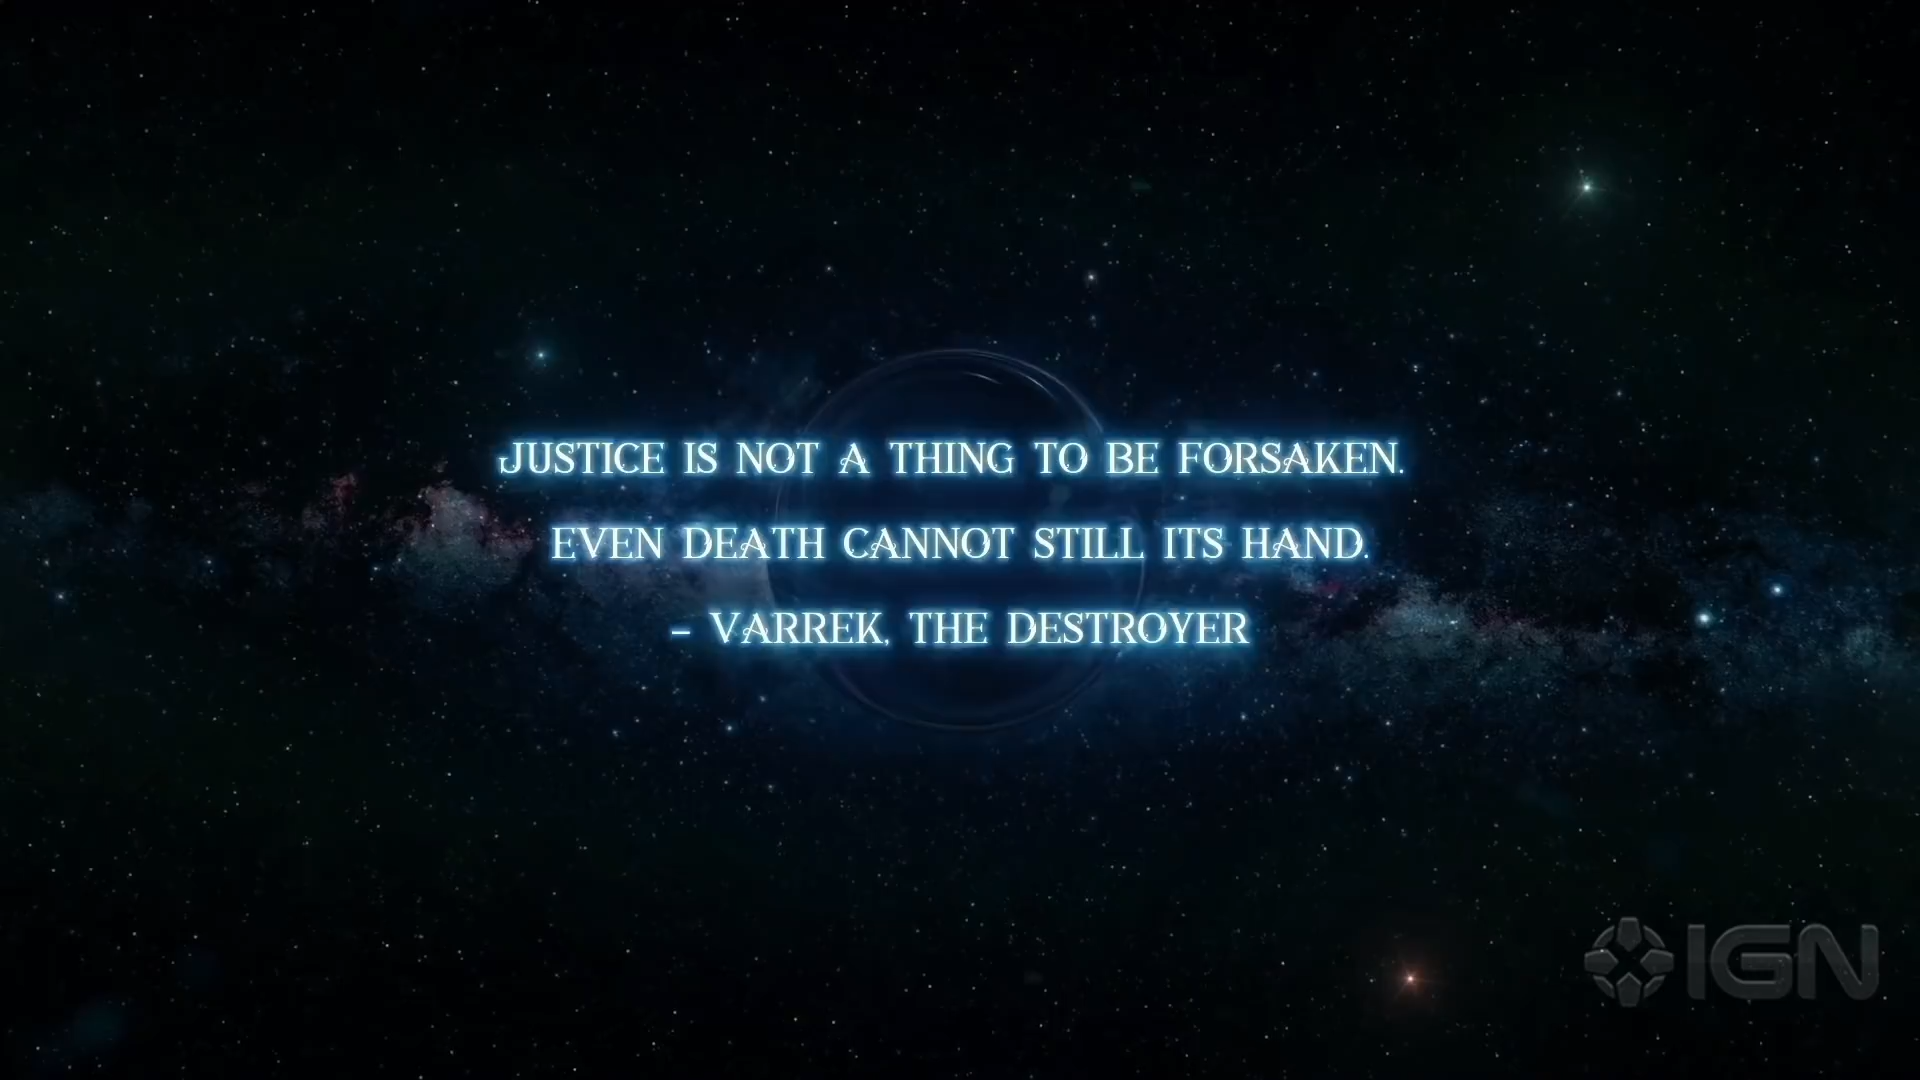 JUSTICE IS NOT A THING TO BE FORSAKEN.
EVEN DEATH CANNOT STILL ITS HAND.
– VARREK, THE DESTROYER
IGN